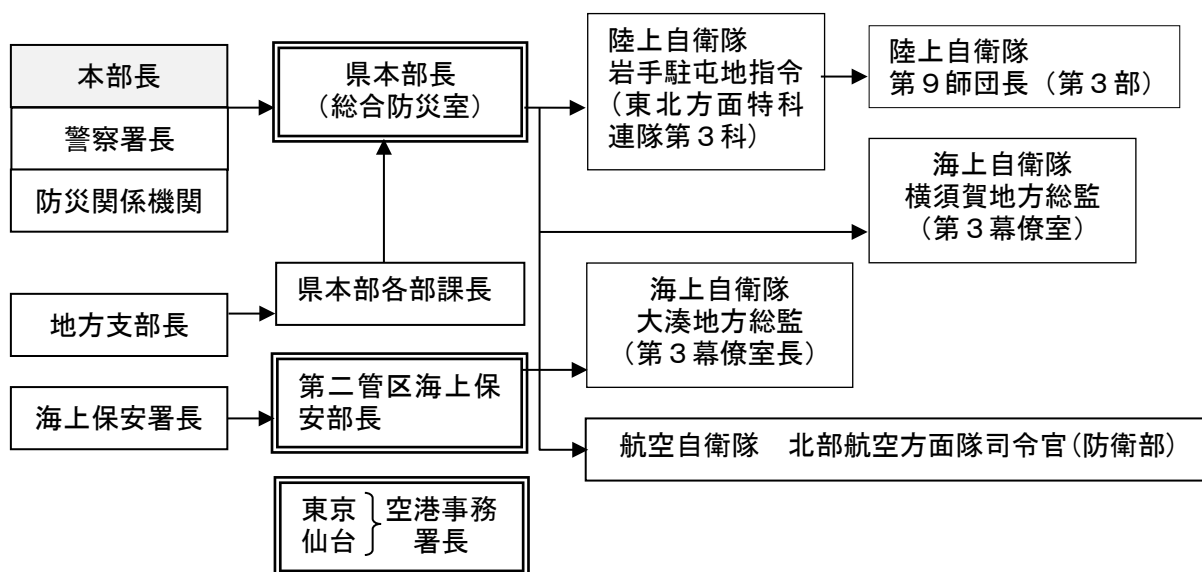 本部長
警察署長
防災関係機関
地方支部長
海上保安署長
県本部長
(総合防災室)
県本部各部課長
第二管区海上保
安部長
東京
仙台
空港事務
署長
陸上自衛隊
岩手駐屯地指令
(東北方面特科
連隊第3科)
陸上自衛隊
第9師団長(第3部)
海上自衛隊
横須賀地方総監
(第3幕僚室)
海上自衛隊
大湊地方総監
(第3幕僚室長)
航空自衛隊 北部航空方面隊司令官(防衛部)